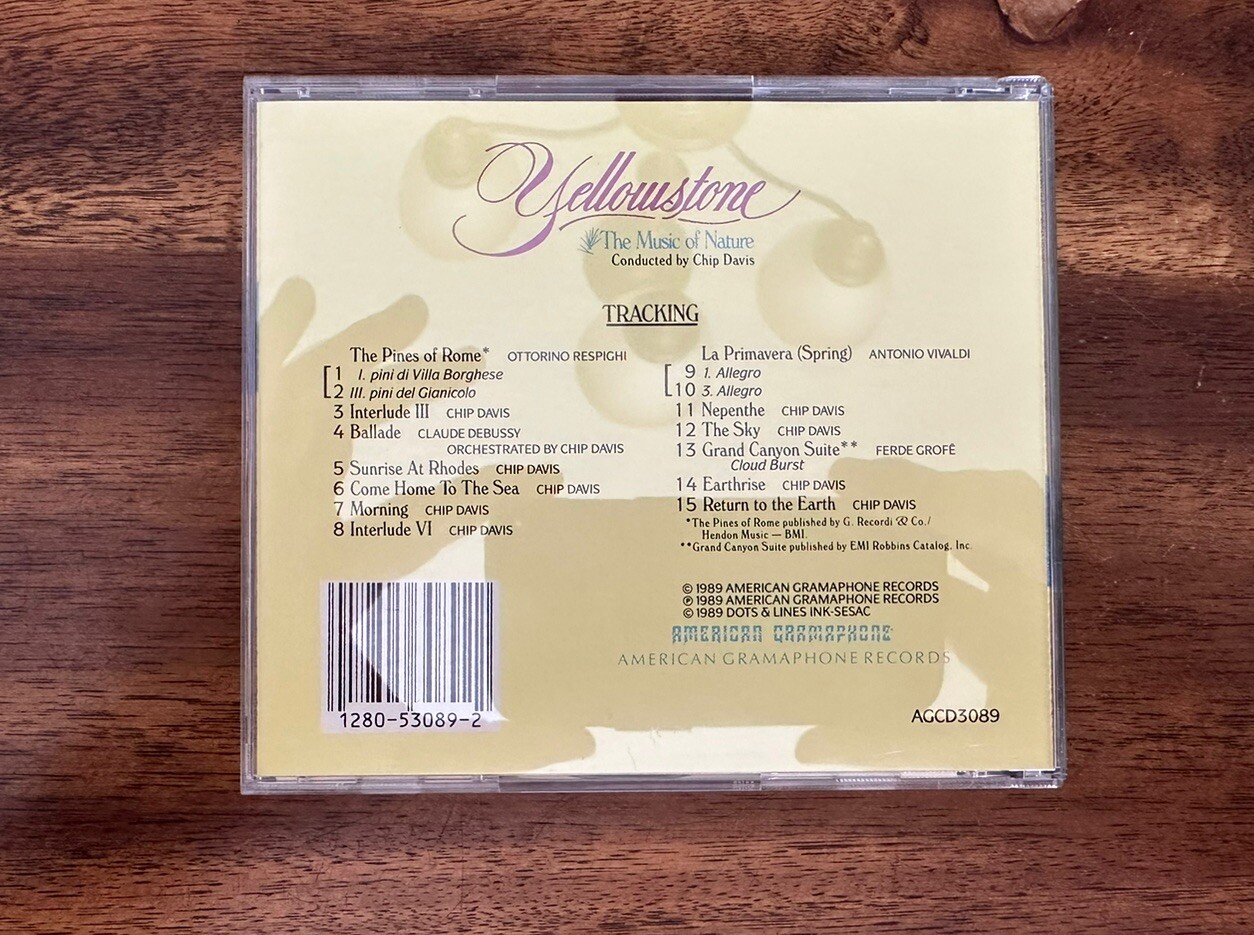 Yellowstone
The Music of Nature
Conducted by Chip Davis
TRACKING
The Pines of Rome* OTTORINO RESPIGHI
1 I. pini di Villa Borghese
2 III. pini del Gianicolo
3 Interlude III CHIP DAVIS
4 Ballade CLAUDE DEBUSSY
ORCHESTRATED BY CHIP DAVIS
5 Sunrise At Rhodes CHIP DAVIS
6 Come Home To The Sea CHIP DAVIS
7 Morning CHIP DAVIS
8 Interlude VI CHIP DAVIS
La Primavera (Spring) ANTONIO VIVALDI
9 1. Allegro
10 3. Allegro
11 Nepenthe CHIP DAVIS
12 The Sky CHIP DAVIS
13 Grand Canyon Suite** FERDE GROFÊ
Cloud Burst
14 Earthrise CHIP DAVIS
15 Return to the Earth CHIP DAVIS
*The Pines of Rome published by G. Recordi & Co./
Hendon Music — BMI.
**Grand Canyon Suite published by EMI Robbins Catalog, Inc.
© 1989 AMERICAN GRAMAPHONE RECORDS
℗ 1989 AMERICAN GRAMAPHONE RECORDS
© 1989 DOTS & LINES INK-SESAC
AMERICAN GRAMAPHONE
AMERICAN GRAMAPHONE RECORDS
1280-53089-2
AGCD3089